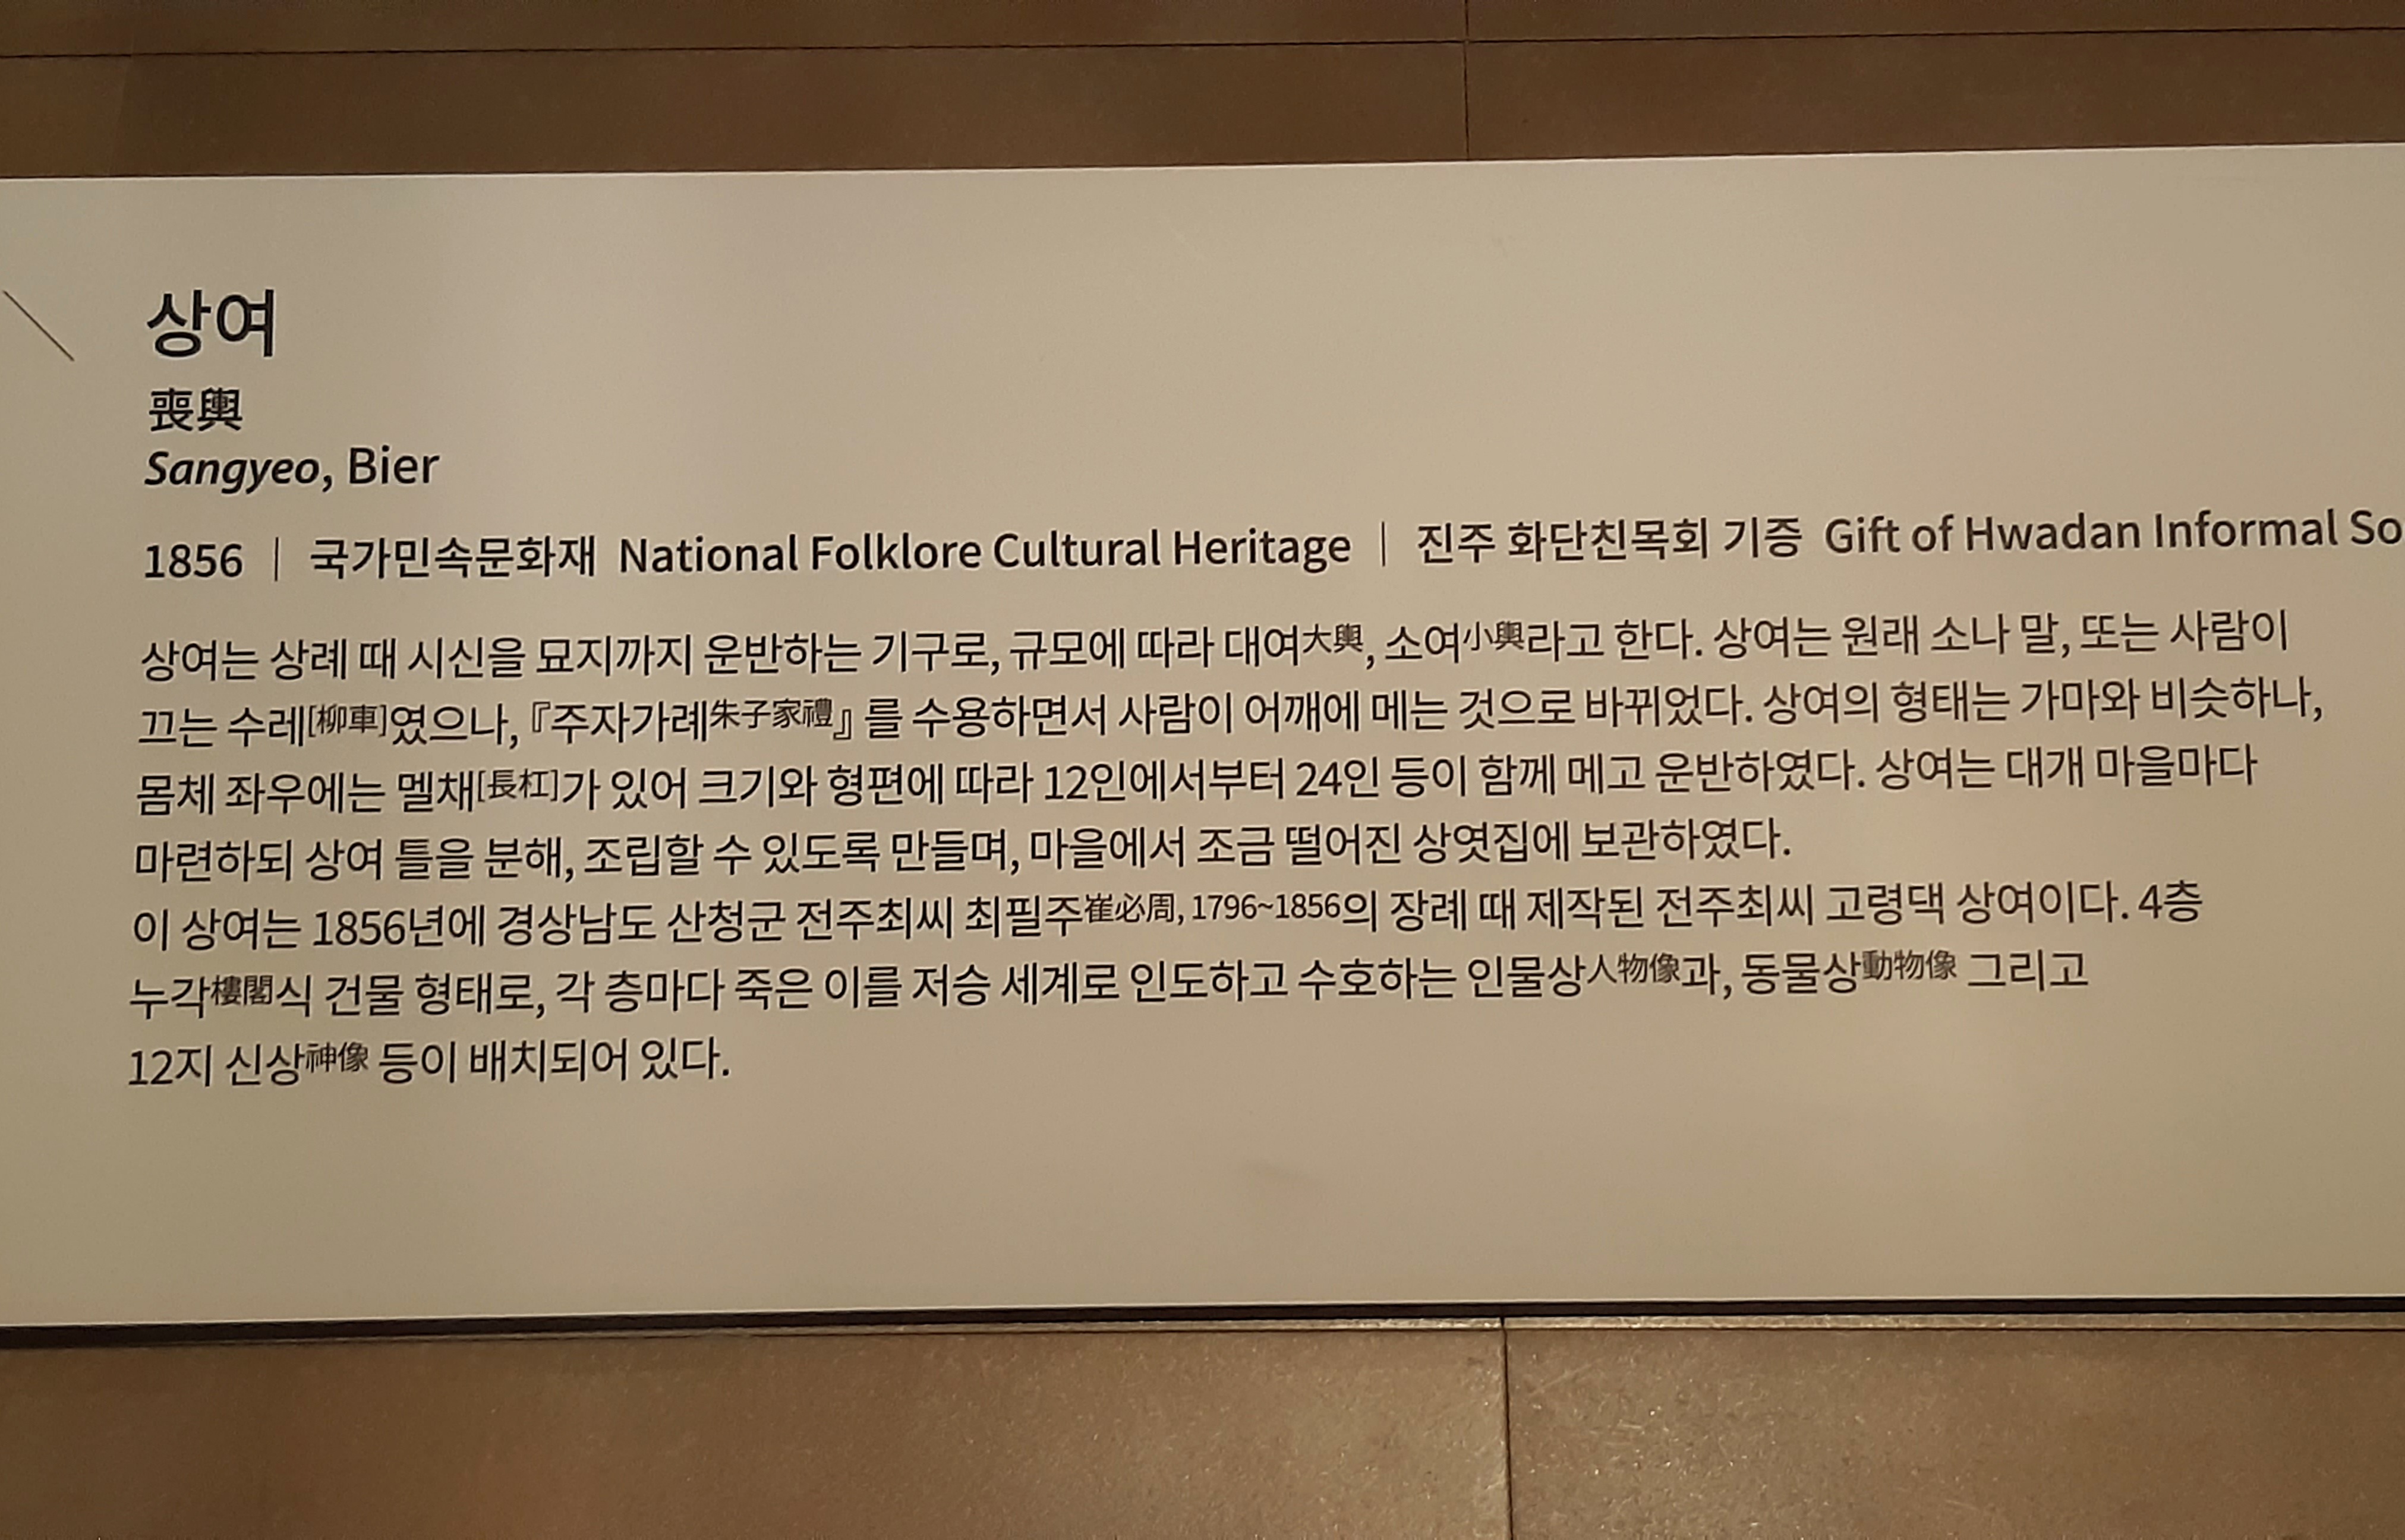 상여
喪輿
Sangyeo, Bier
1856 | 국가민속문화재 National Folklore Cultural Heritage | 진주 화단친목회 기증 Gift of Hwadan Informal So
상여는 상례 때 시신을 묘지까지 운반하는 기구로, 규모에 따라 대여大輿, 소여小輿라고 한다. 상여는 원래 소나 말, 또는 사람이
끄는 수레[柳車]였으나, 『주자가례朱子家禮』를 수용하면서 사람이 어깨에 메는 것으로 바뀌었다. 상여의 형태는 가마와 비슷하나,
몸체 좌우에는 멜채[長杠]가 있어 크기와 형편에 따라 12인에서부터 24인 등이 함께 메고 운반하였다. 상여는 대개 마을마다
마련하되 상여 틀을 분해, 조립할 수 있도록 만들며, 마을에서 조금 떨어진 상엿집에 보관하였다.
이 상여는 1856년에 경상남도 산청군 전주최씨 최필주崔必周, 1796~1856의 장례 때 제작된 전주최씨 고령댁 상여이다. 4층
누각樓閣식 건물 형태로, 각 층마다 죽은 이를 저승 세계로 인도하고 수호하는 인물상人物像과, 동물상動物像 그리고
12지 신상神像 등이 배치되어 있다.